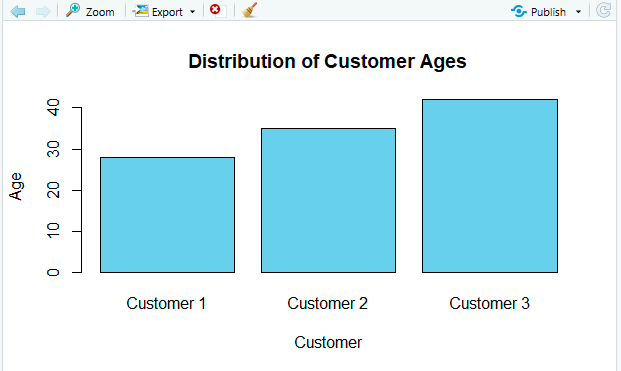 Zoom Export Publish
Distribution of Customer Ages
Age
40
30
20
10
0
Customer 1 Customer 2 Customer 3
Customer